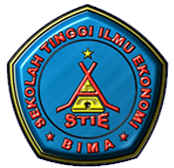 SEKOLAH TINGGI ILMU EKONOMI
STIE
BIMA